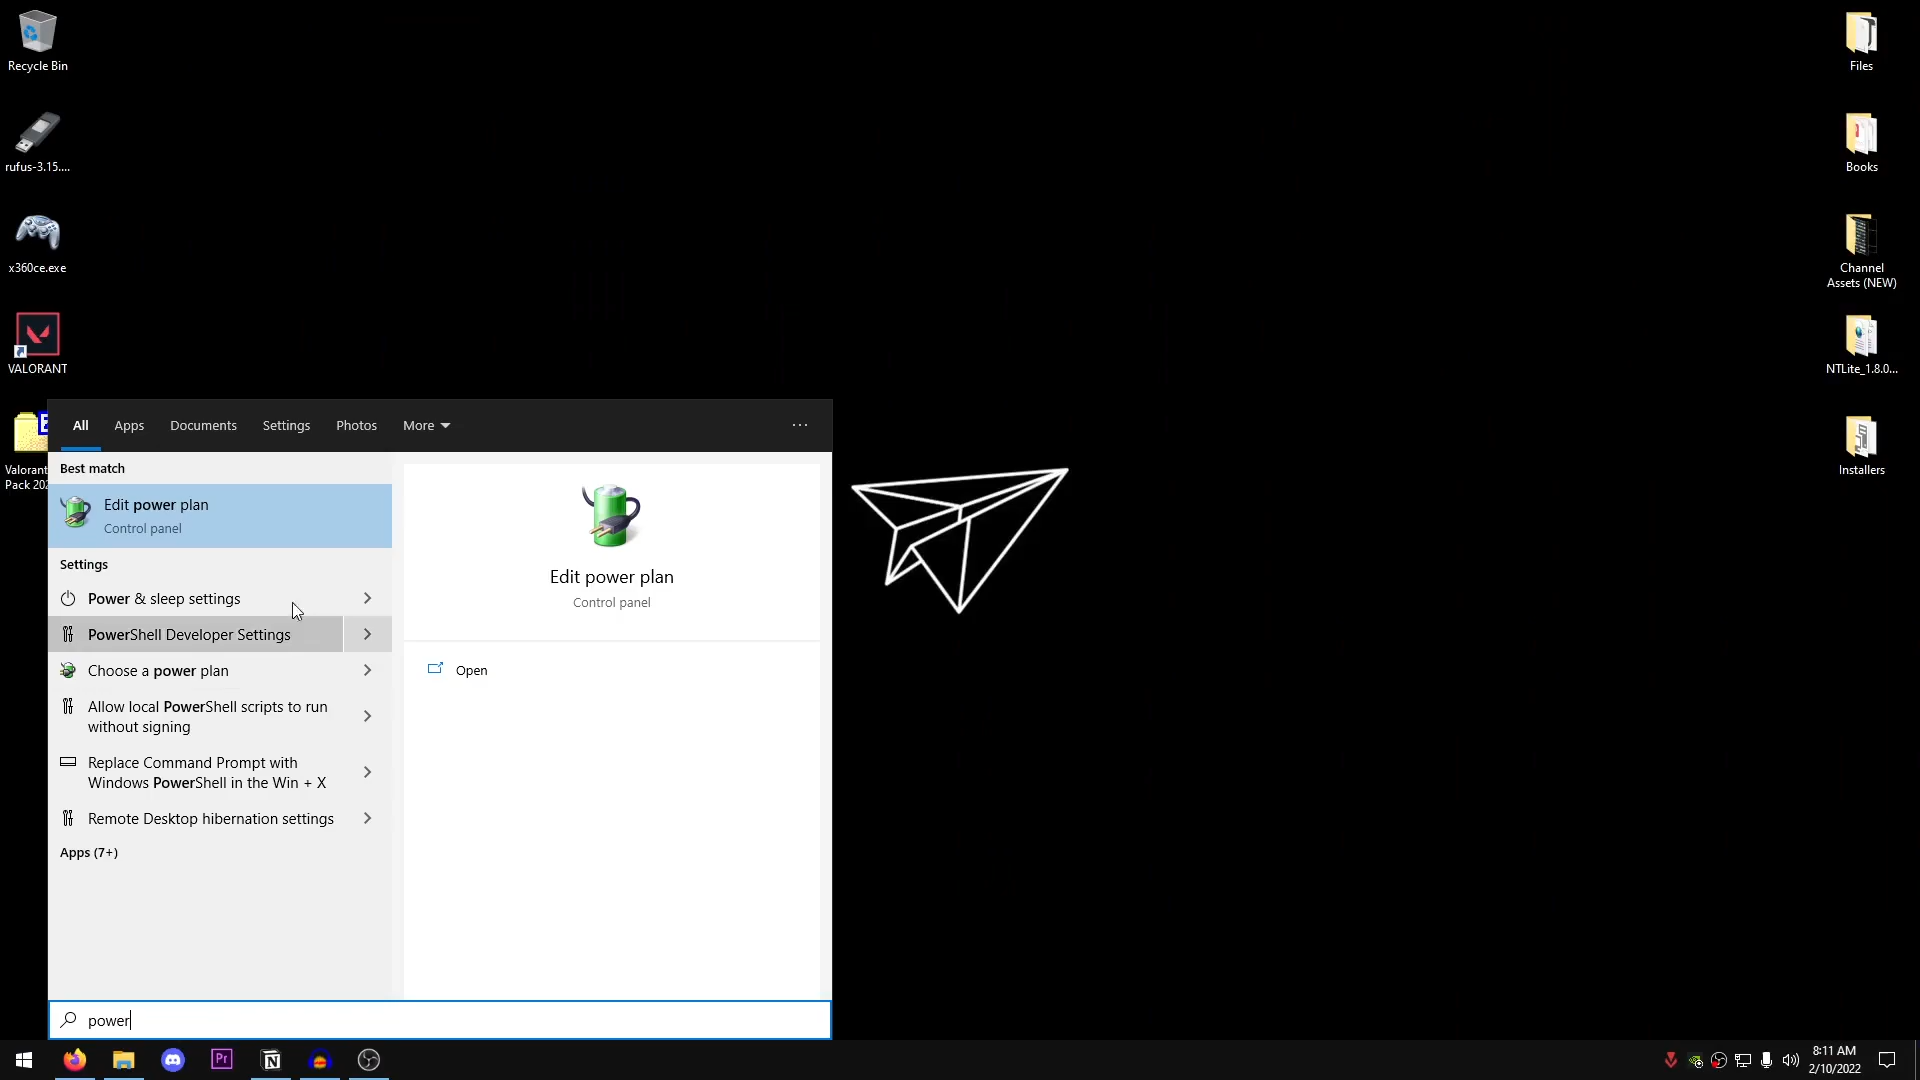 Recycle Bin
rufus-3.15....
x360ce.exe
VALORANT
Valorant
Pack 202
Files
Books
Channel
Assets (NEW)
NTLite_1.8.0...
Installers
All
Apps
Documents
Settings
Photos
More
...
Best match
Edit power plan
Control panel
Settings
Power & sleep settings
PowerShell Developer Settings
Choose a power plan
Allow local PowerShell scripts to run
without signing
Replace Command Prompt with
Windows PowerShell in the Win + X
Remote Desktop hibernation settings
Apps (7+)
Edit power plan
Control panel
Open
power
Pr
N
8:11 AM
2/10/2022